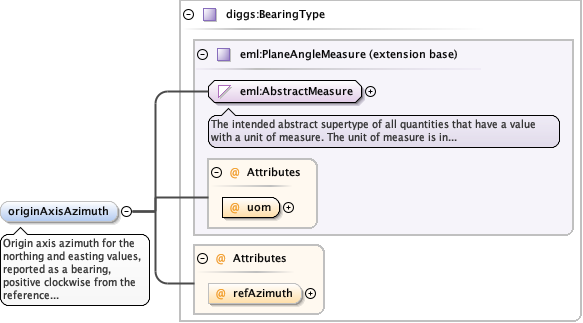 diggs:BearingType
eml:PlaneAngleMeasure (extension base)
eml:AbstractMeasure
The intended abstract supertype of all quantities that have a value
with a unit of measure. The unit of measure is in...
@ Attributes
@ uom
originAxisAzimuth
Origin axis azimuth for the
northing and easting values,
reported as a bearing,
positive clockwise from the
reference...
@ Attributes
@ refAzimuth